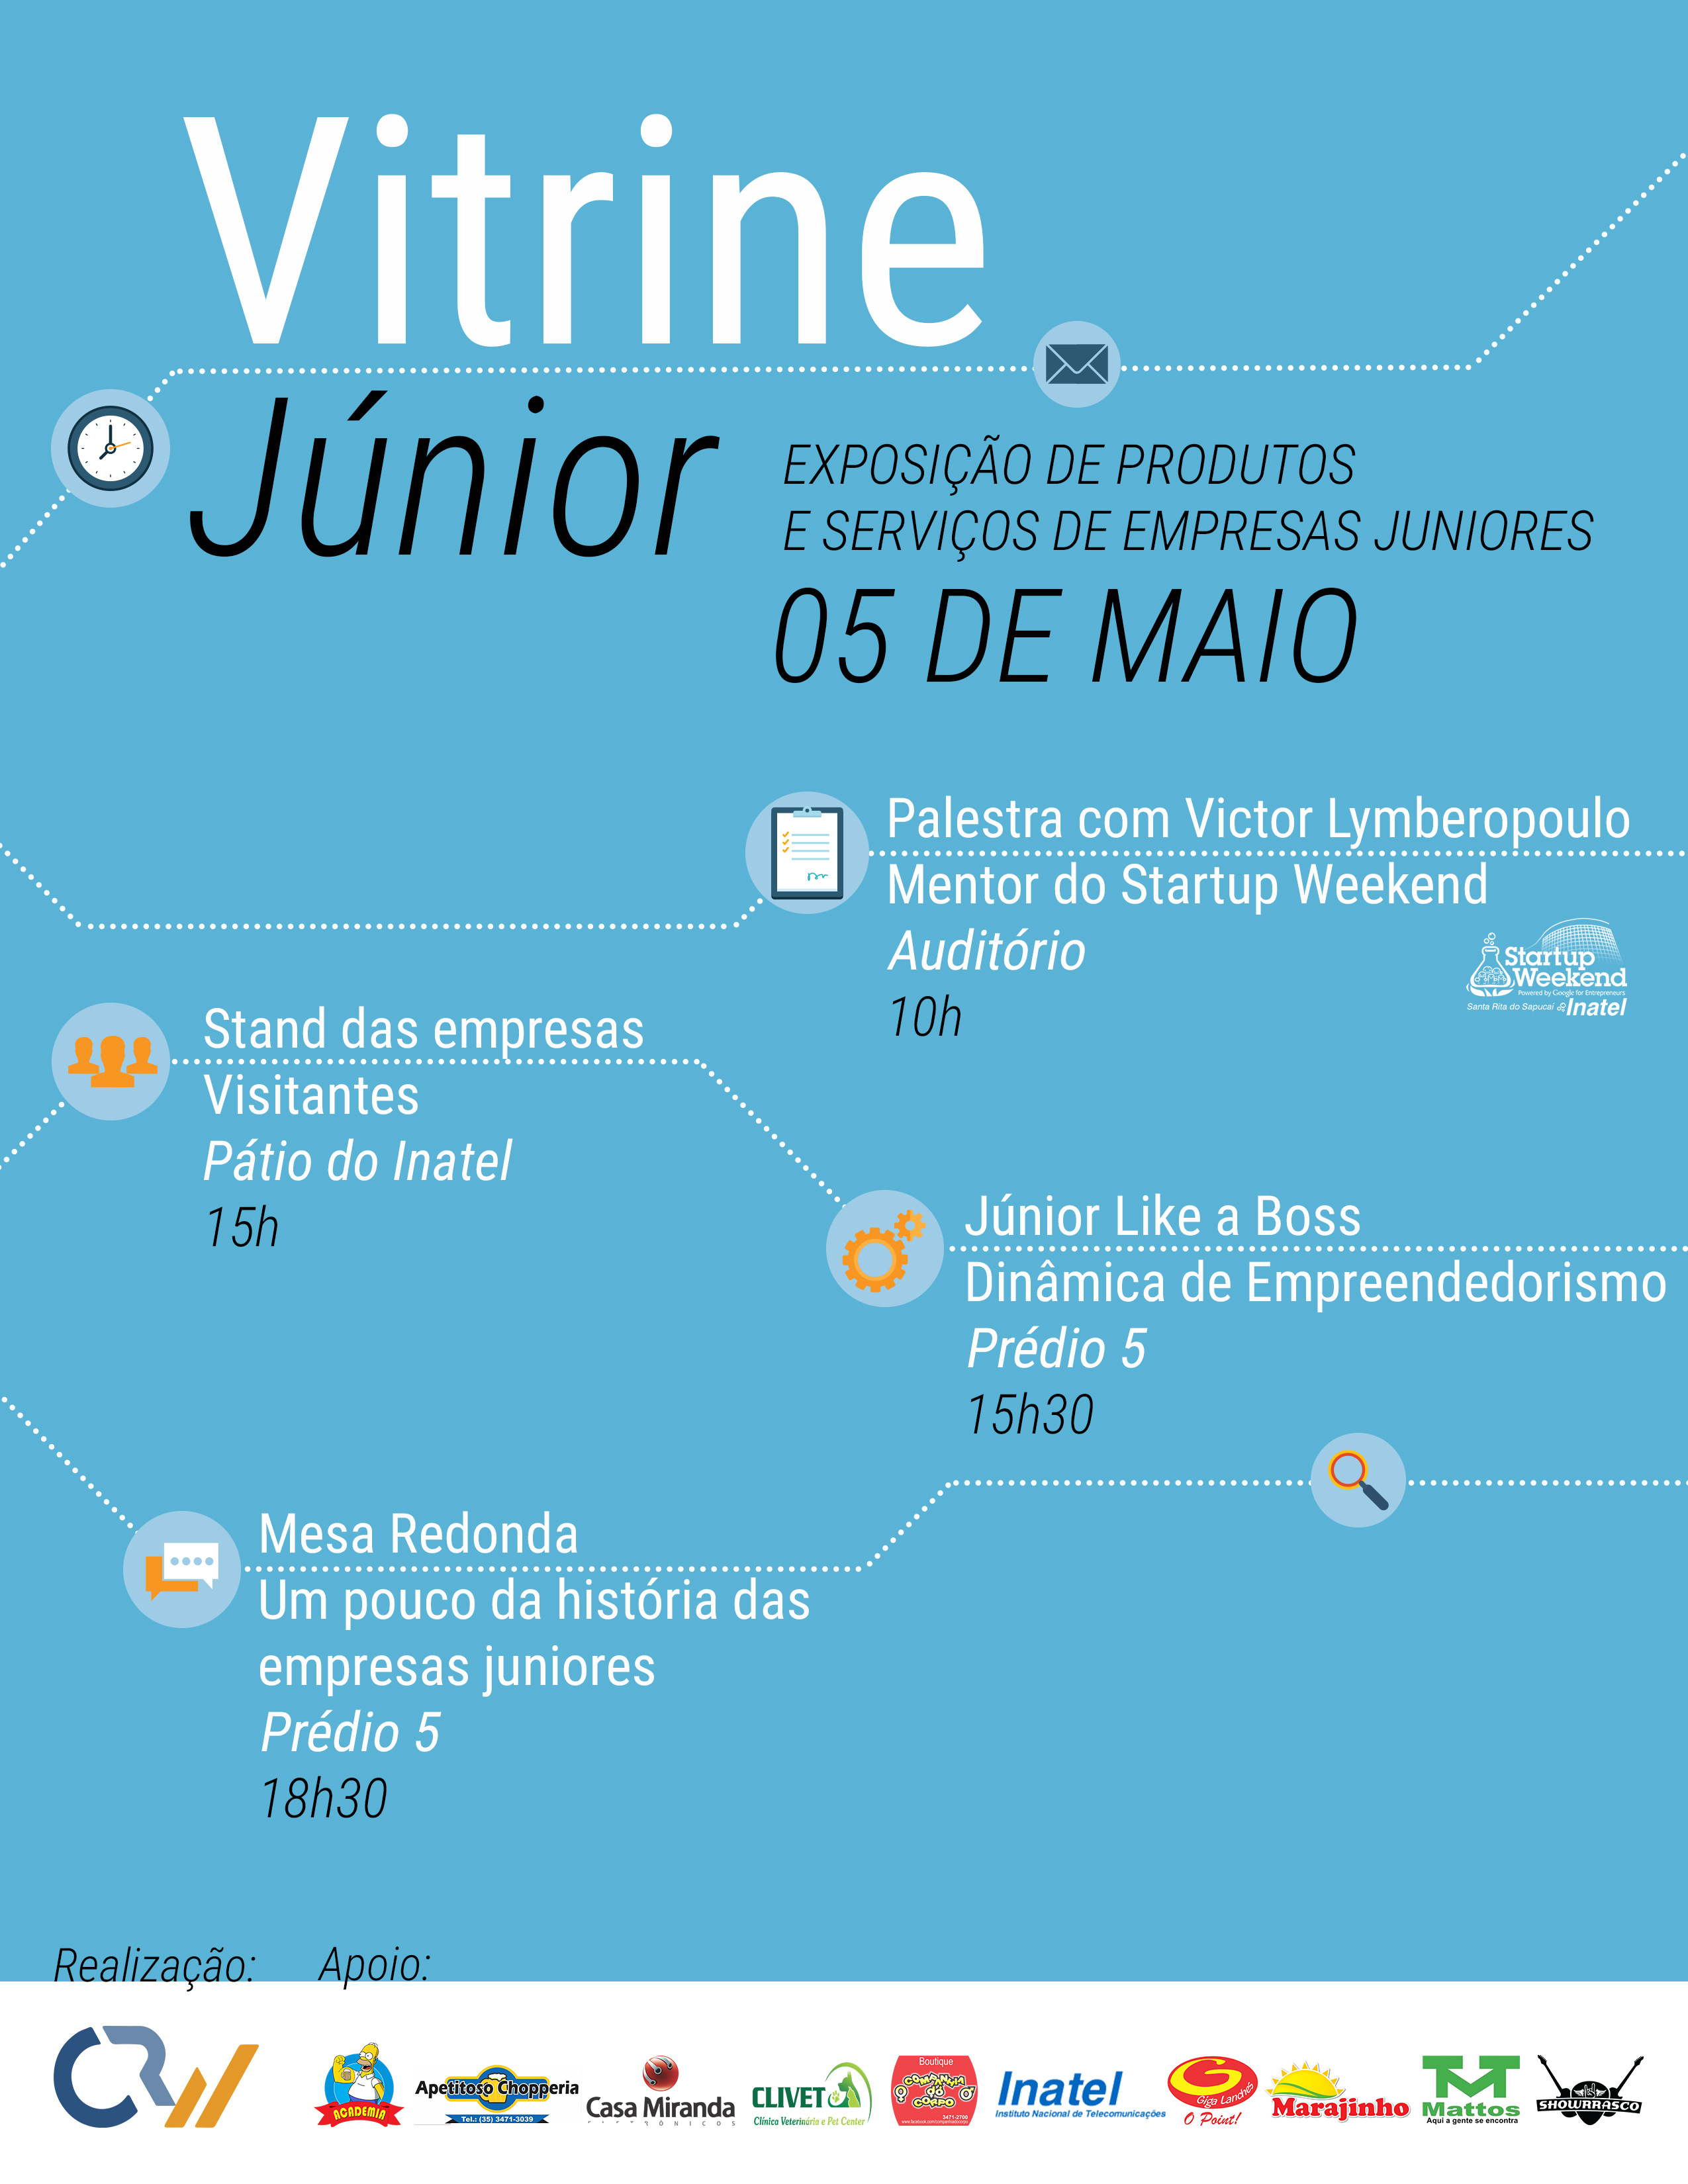 Vitrine
Júnior
EXPOSIÇÃO DE PRODUTOS
E SERVIÇOS DE EMPRESAS JUNIORES
05 DE MAIO
Palestra com Victor Lymberopoulo
Mentor do Startup Weekend
Auditório
10h
Startup
Weekend
Powered by Google for Entrepreneurs
Santa Rita do Sapucaí
Inatel
Stand das empresas
Visitantes
Pátio do Inatel
15h
Júnior Like a Boss
Dinâmica de Empreendedorismo
Prédio 5
15h30
Mesa Redonda
Um pouco da história das
empresas juniores
Prédio 5
18h30
Realização: Apoio:
CRW
ACADEMIA
Apetitoso Chopperia
Tel.: (35) 3471-3039
Casa Miranda
ELETRÔNICOS
CLIVET
Clínica Veterinária e Pet Center
Boutique
COMPANHIA
do
CORPO
3471-2700
Inatel
Instituto Nacional de Telecomunicações
G
Giga Lanches
O Point!
Marajinho
Mattos
Aqui a gente se encontra
SHOWRRASCO